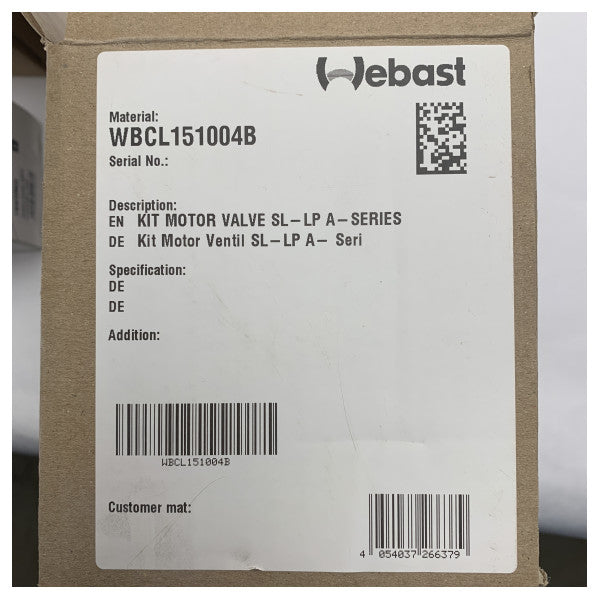 Webast
Material:
WBCL151004B
Serial No.:
Description:
EN KIT MOTOR VALVE SL-LP A-SERIES
DE Kit Motor Ventil SL-LP A- Seri
Specification:
DE
DE
Addition:
WBCL151004B
Customer mat:
4 054037 266379